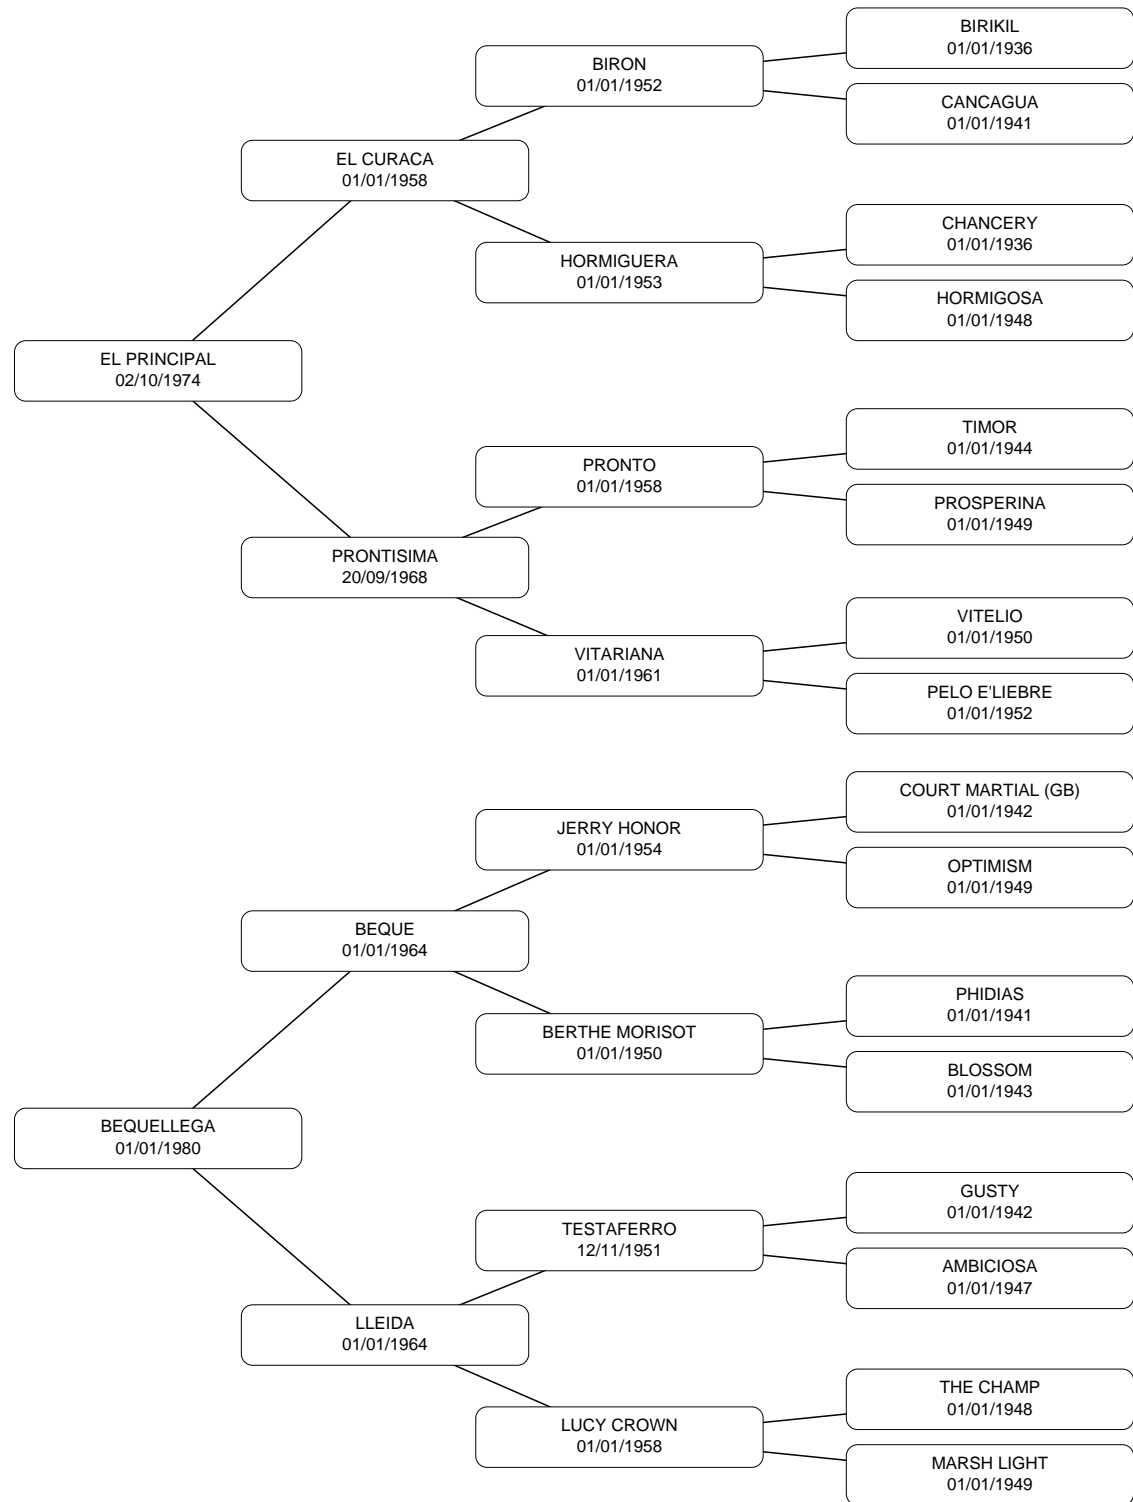 BIRIKIL
01/01/1936
BIRON
01/01/1952
CANCAGUA
01/01/1941
EL CURACA
01/01/1958
CHANCERY
01/01/1936
HORMIGUERA
01/01/1953
HORMIGOSA
01/01/1948
EL PRINCIPAL
02/10/1974
TIMOR
01/01/1944
PRONTO
01/01/1958
PROSPERINA
01/01/1949
PRONTISIMA
20/09/1968
VITELIO
01/01/1950
VITARIANA
01/01/1961
PELO E'LIEBRE
01/01/1952
COURT MARTIAL (GB)
01/01/1942
JERRY HONOR
01/01/1954
OPTIMISM
01/01/1949
BEQUE
01/01/1964
PHIDIAS
01/01/1941
BERTHE MORISOT
01/01/1950
BLOSSOM
01/01/1943
BEQUELLEGA
01/01/1980
GUSTY
01/01/1942
TESTAFERRO
12/11/1951
AMBICIOSA
01/01/1947
LLEIDA
01/01/1964
THE CHAMP
01/01/1948
LUCY CROWN
01/01/1958
MARSH LIGHT
01/01/1949